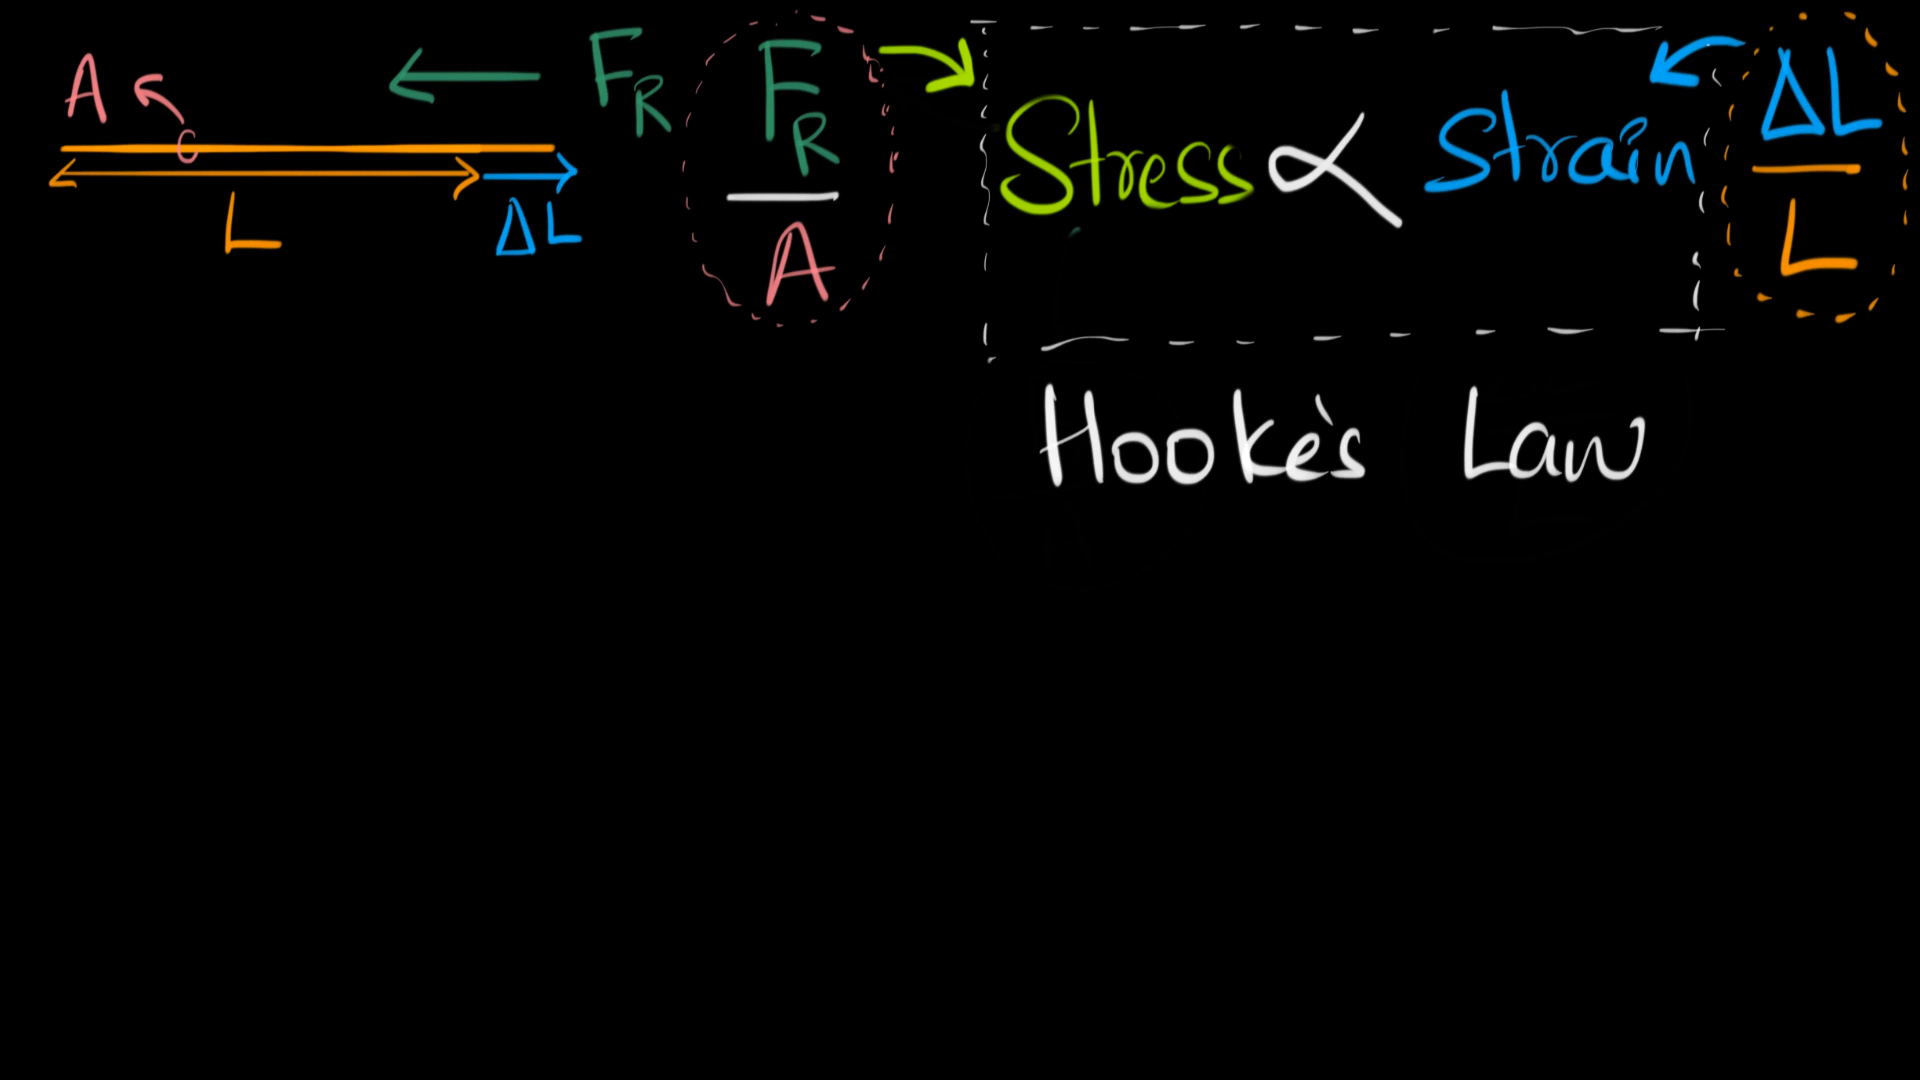 A
F_R
L
ΔL
F_R
A
Stress ∝ Strain
ΔL
L
Hooke's Law